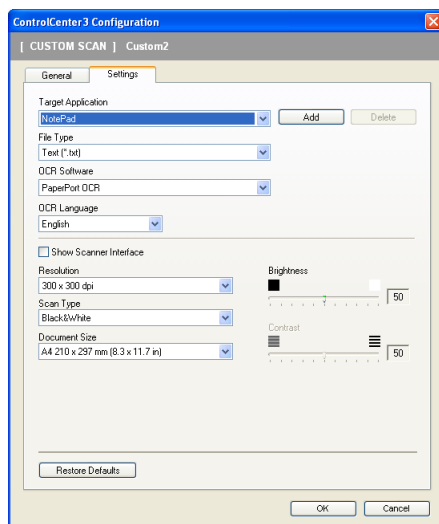 ControlCenter3 Configuration
[ CUSTOM SCAN ] Custom2
General Settings
Target Application
NotePad Add Delete
File Type
Text (*.txt)
OCR Software
PaperPort OCR
OCR Language
English
Show Scanner Interface
Resolution Brightness
300 x 300 dpi 50
Scan Type
Black&White
Contrast
Document Size
A4 210 x 297 mm (8.3 x 11.7 in) 50
Restore Defaults
OK Cancel